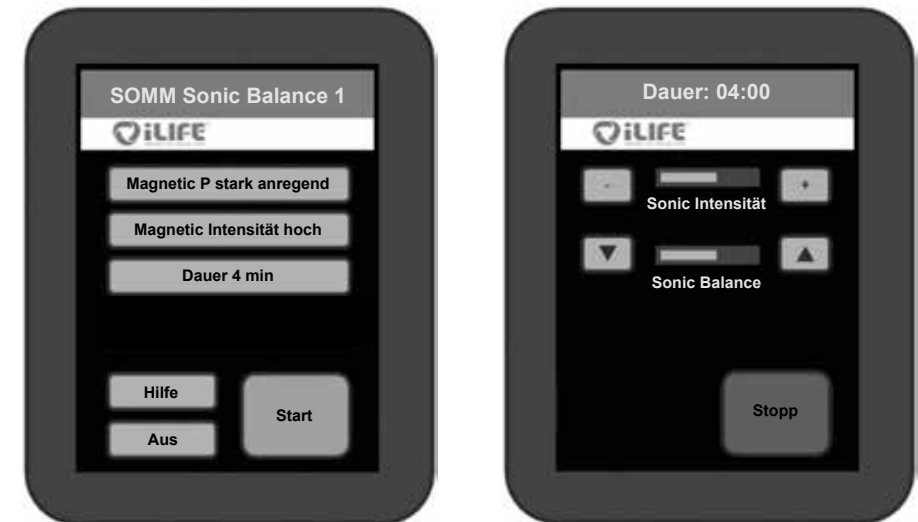 SOMM Sonic Balance 1
iLIFE
Magnetic P stark anregend
Magnetic Intensität hoch
Dauer 4 min
Hilfe
Aus
Start
Dauer: 04:00
iLIFE
- +
Sonic Intensität
Sonic Balance
Stopp